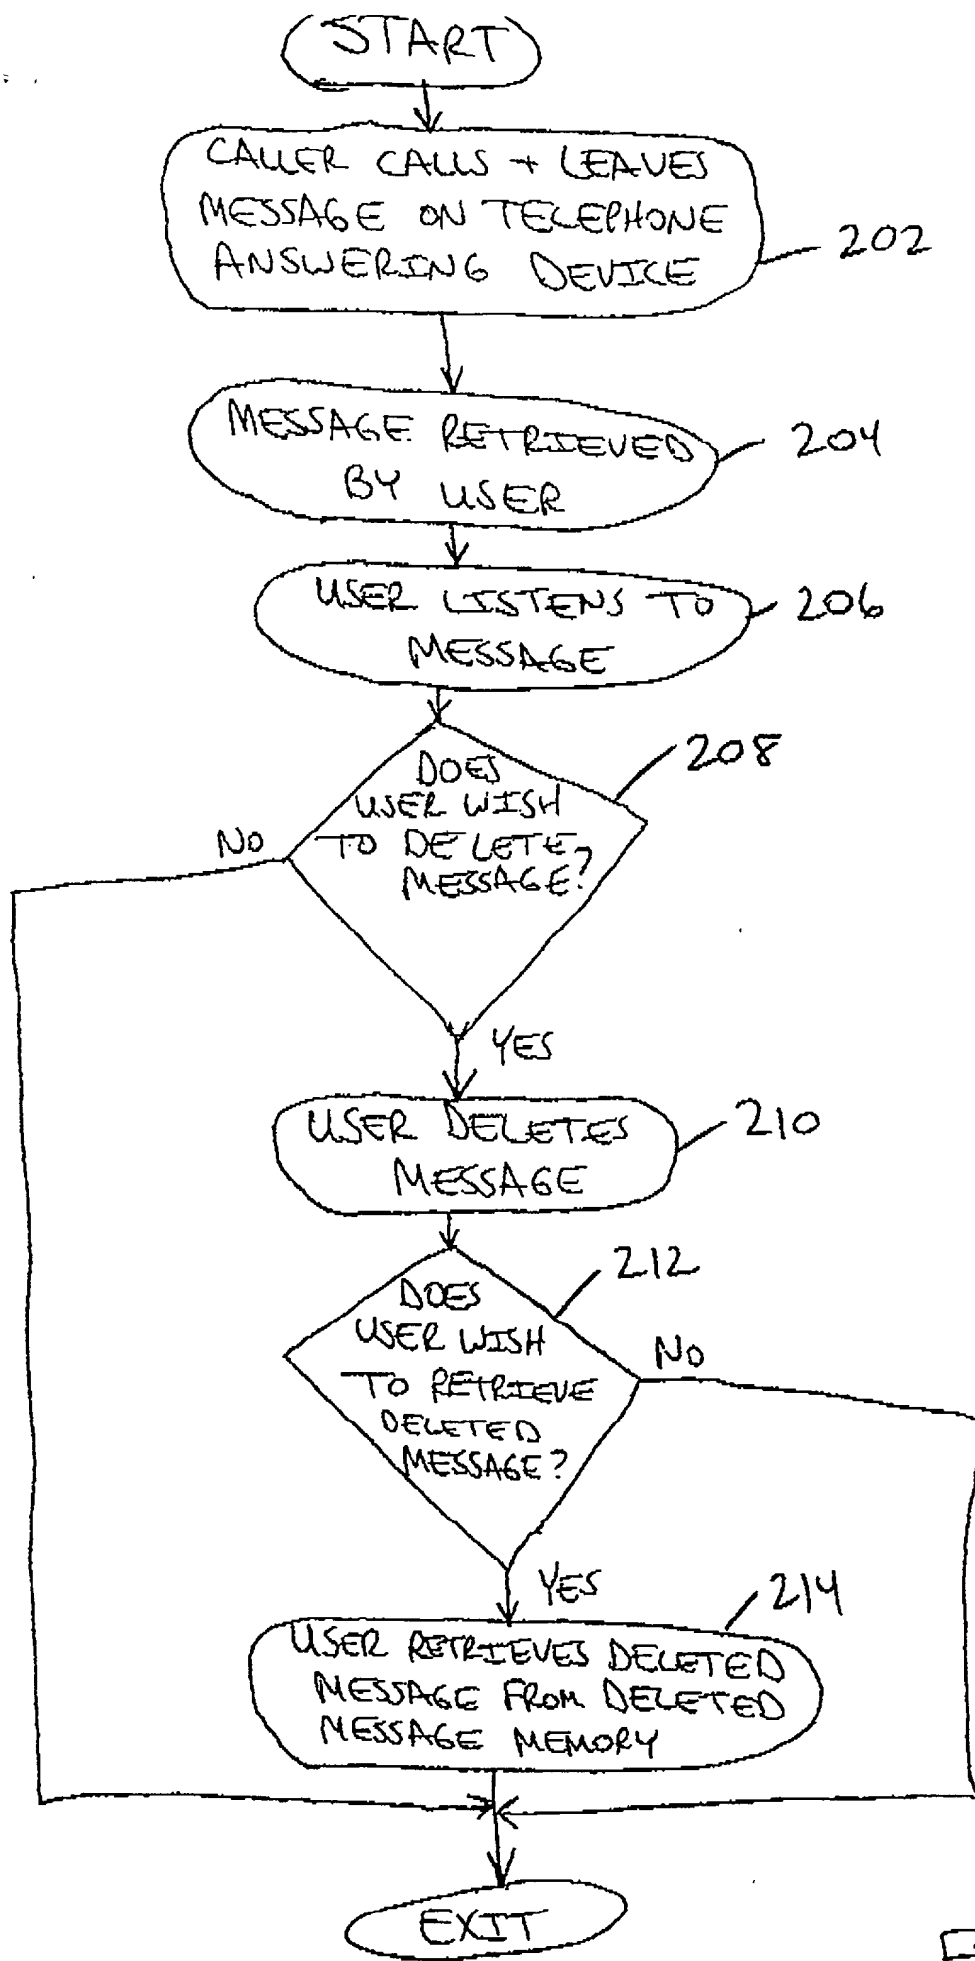 START
CALLER CALLS + LEAVES
MESSAGE ON TELEPHONE
ANSWERING DEVICE
202
MESSAGE RETRIEVED
BY USER
204
USER LISTENS TO
MESSAGE
206
208
DOES
USER WISH
TO DELETE
MESSAGE?
NO
YES
USER DELETES
MESSAGE
210
212
DOES
USER WISH
TO RETRIEVE
DELETED
MESSAGE?
NO
YES
214
USER RETRIEVES DELETED
MESSAGE FROM DELETED
MESSAGE MEMORY
EXIT